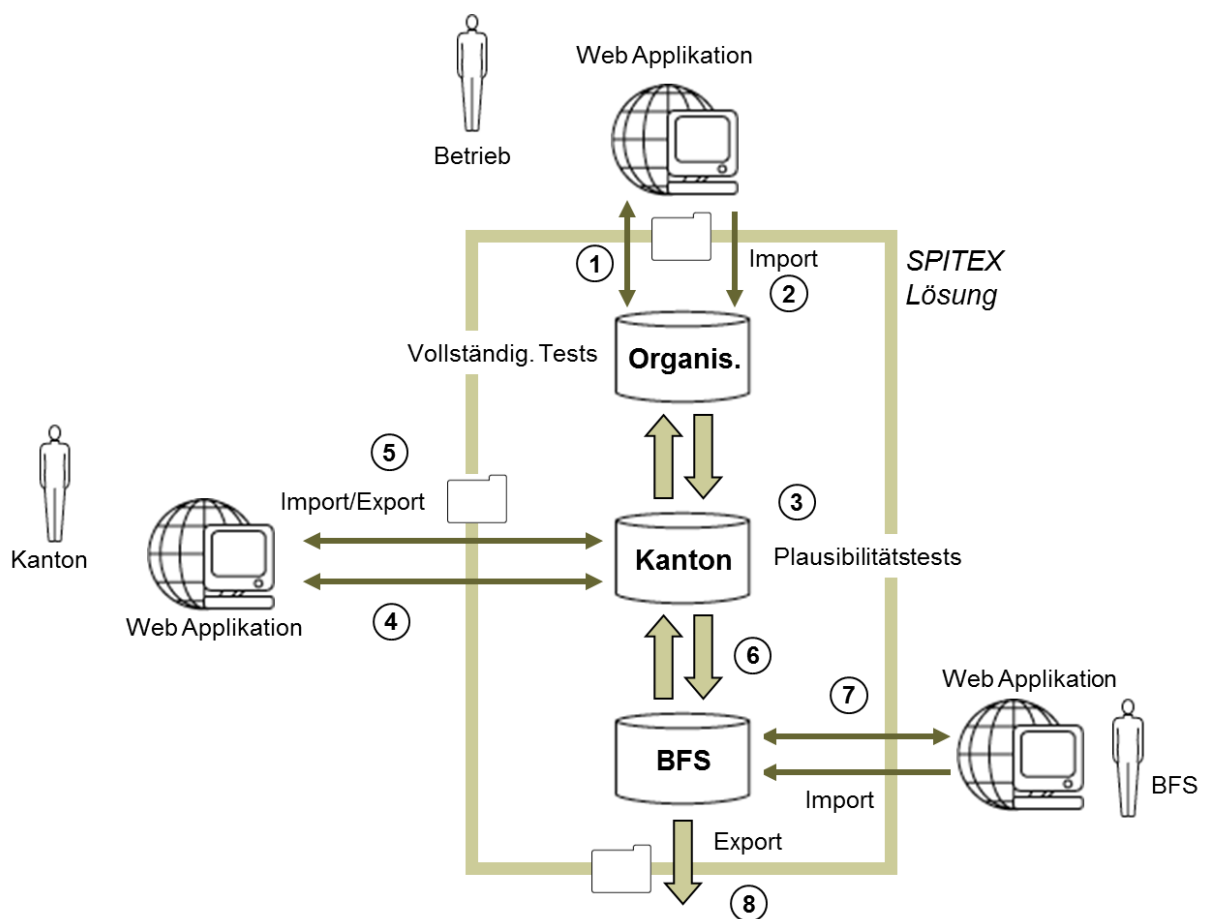 Web Applikation
Betrieb
1
Import
2
SPITEX
Lösung
Vollständig. Tests
Organis.
5
Import/Export
3
Kanton
Kanton
Plausibilitätstests
Web Applikation
4
6
7
Web Applikation
BFS
Import
BFS
Export
8